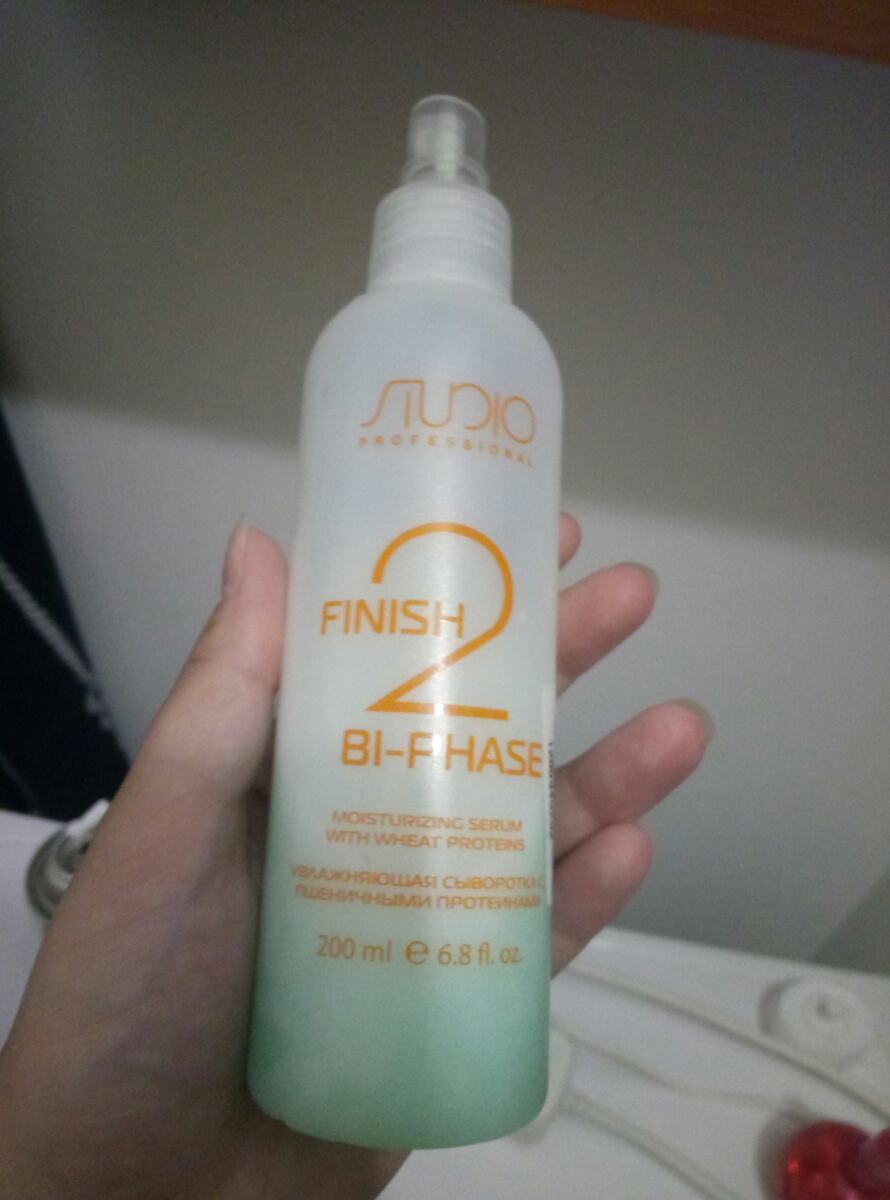 STUDIO
PROFESSIONAL
2
FINISH
BI-PHASE
MOISTURIZING SERUM
WITH WHEAT PROTEINS
УВЛАЖНЯЮЩАЯ СЫВОРОТКА С
ПШЕНИЧНЫМИ ПРОТЕИНАМИ
200 ml e 6.8 fl. oz.